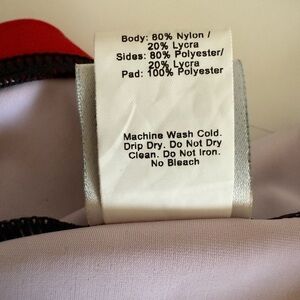 Body: 80% Nylon /
20% Lycra
Sides: 80% Polyester/
20% Lycra
Pad: 100% Polyester
Machine Wash Cold.
Drip Dry. Do Not Dry
Clean. Do Not Iron.
No Bleach